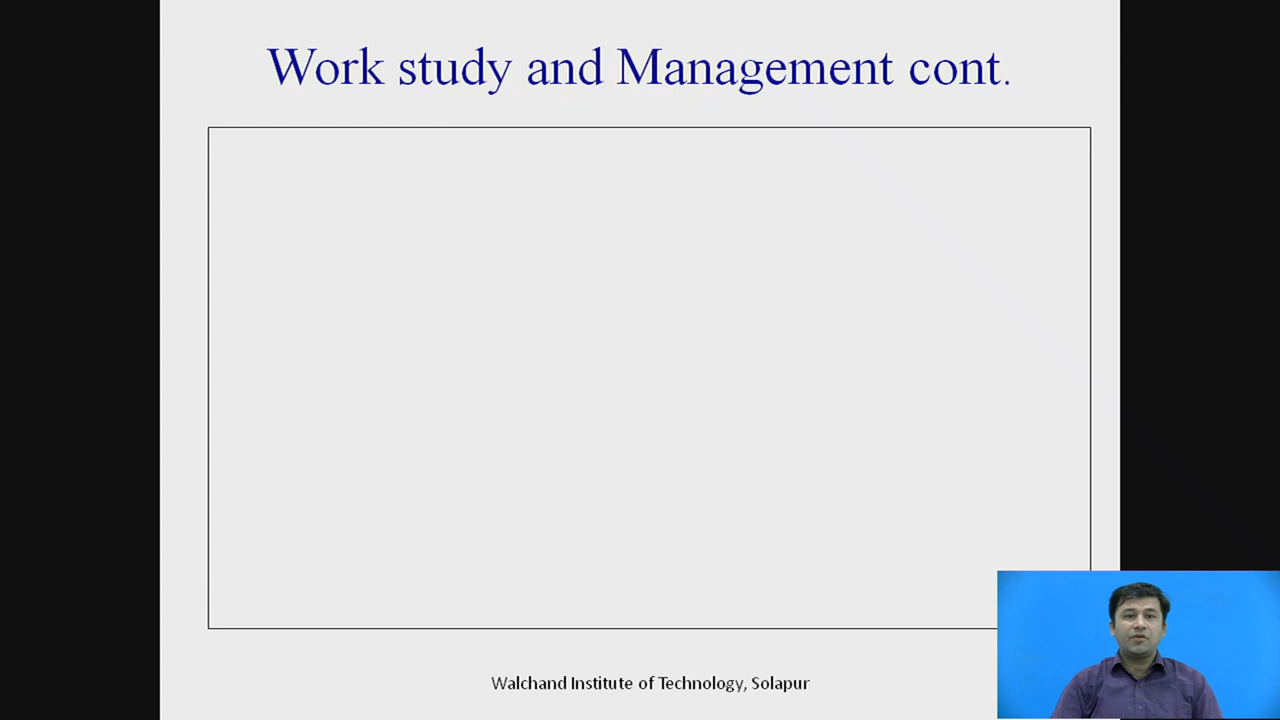 Work study and Management cont.
Walchand Institute of Technology, Solapur